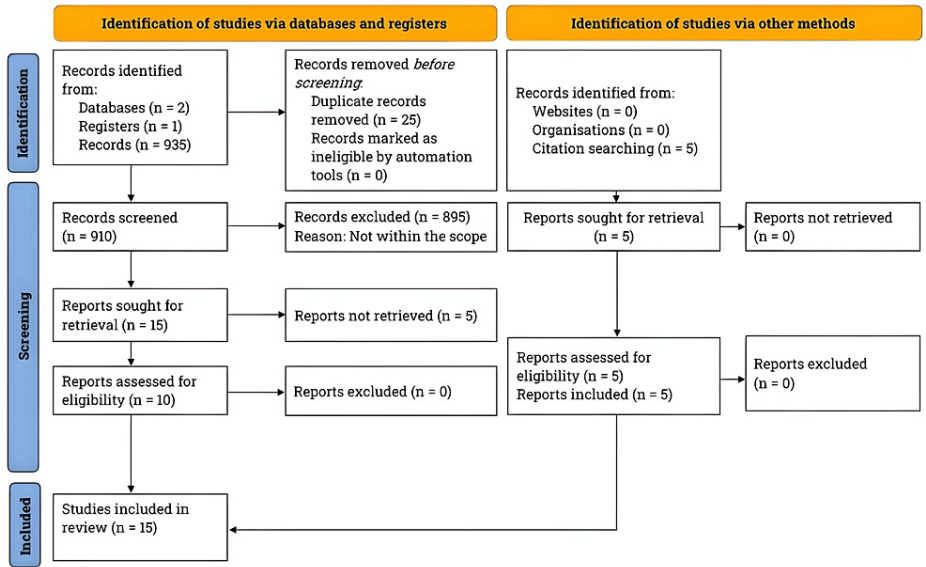 Identification of studies via databases and registers
Identification of studies via other methods
Identification
Records identified
from:
Databases (n = 2)
Registers (n = 1)
Records (n = 935)
Records removed before
screening:
Duplicate records
removed (n = 25)
Records marked as
ineligible by automation
tools (n = 0)
Records identified from:
Websites (n = 0)
Organisations (n = 0)
Citation searching (n = 5)
Screening
Records screened
(n = 910)
Records excluded (n = 895)
Reason: Not within the scope
Reports sought for retrieval
(n = 5)
Reports not retrieved
(n = 0)
Reports sought for
retrieval (n = 15)
Reports not retrieved (n = 5)
Reports assessed for
eligibility (n = 10)
Reports excluded (n = 0)
Reports assessed for
eligibility (n = 5)
Reports included (n = 5)
Reports excluded
(n = 0)
Included
Studies included in
review (n = 15)